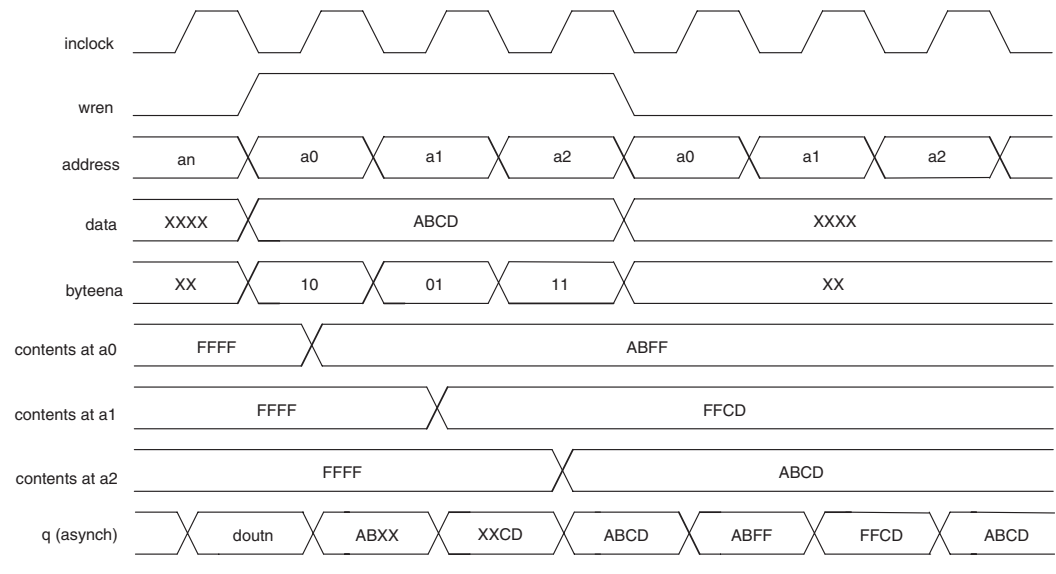 inclock
wren
address an a0 a1 a2 a0 a1 a2
data XXXX ABCD XXXX
byteena XX 10 01 11 XX
contents at a0 FFFF ABFF
contents at a1 FFFF FFCD
contents at a2 FFFF ABCD
q (asynch) doutn ABXX XXCD ABCD ABFF FFCD ABCD